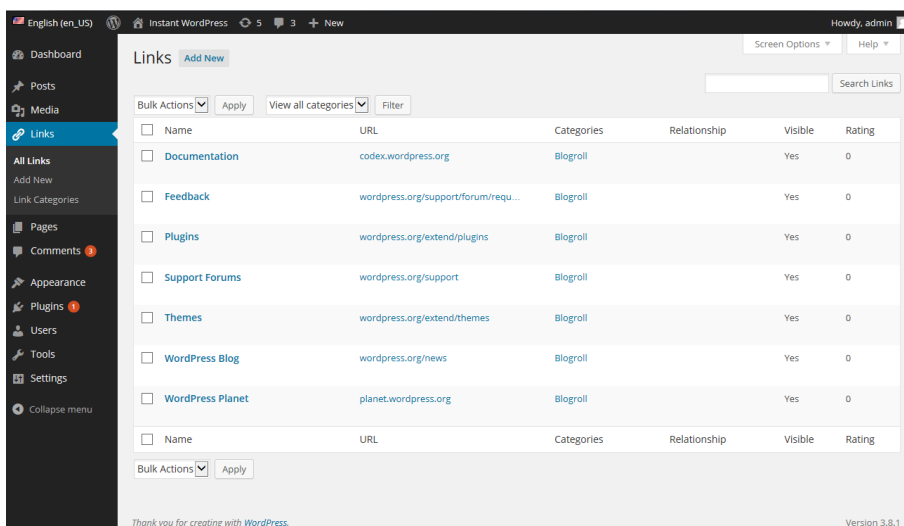 English (en_US) Instant WordPress 5 3 + New Howdy, admin
Dashboard
Posts
Media
Links
All Links
Add New
Link Categories
Pages
Comments 3
Appearance
Plugins 1
Users
Tools
Settings
Collapse menu
Screen Options Help
Links Add New
Search Links
Bulk Actions Apply View all categories Filter
Name URL Categories Relationship Visible Rating
Documentation codex.wordpress.org Blogroll Yes 0
Feedback wordpress.org/support/forum/requ... Blogroll Yes 0
Plugins wordpress.org/extend/plugins Blogroll Yes 0
Support Forums wordpress.org/support Blogroll Yes 0
Themes wordpress.org/extend/themes Blogroll Yes 0
WordPress Blog wordpress.org/news Blogroll Yes 0
WordPress Planet planet.wordpress.org Blogroll Yes 0
Name URL Categories Relationship Visible Rating
Bulk Actions Apply
Thank you for creating with WordPress. Version 3.8.1